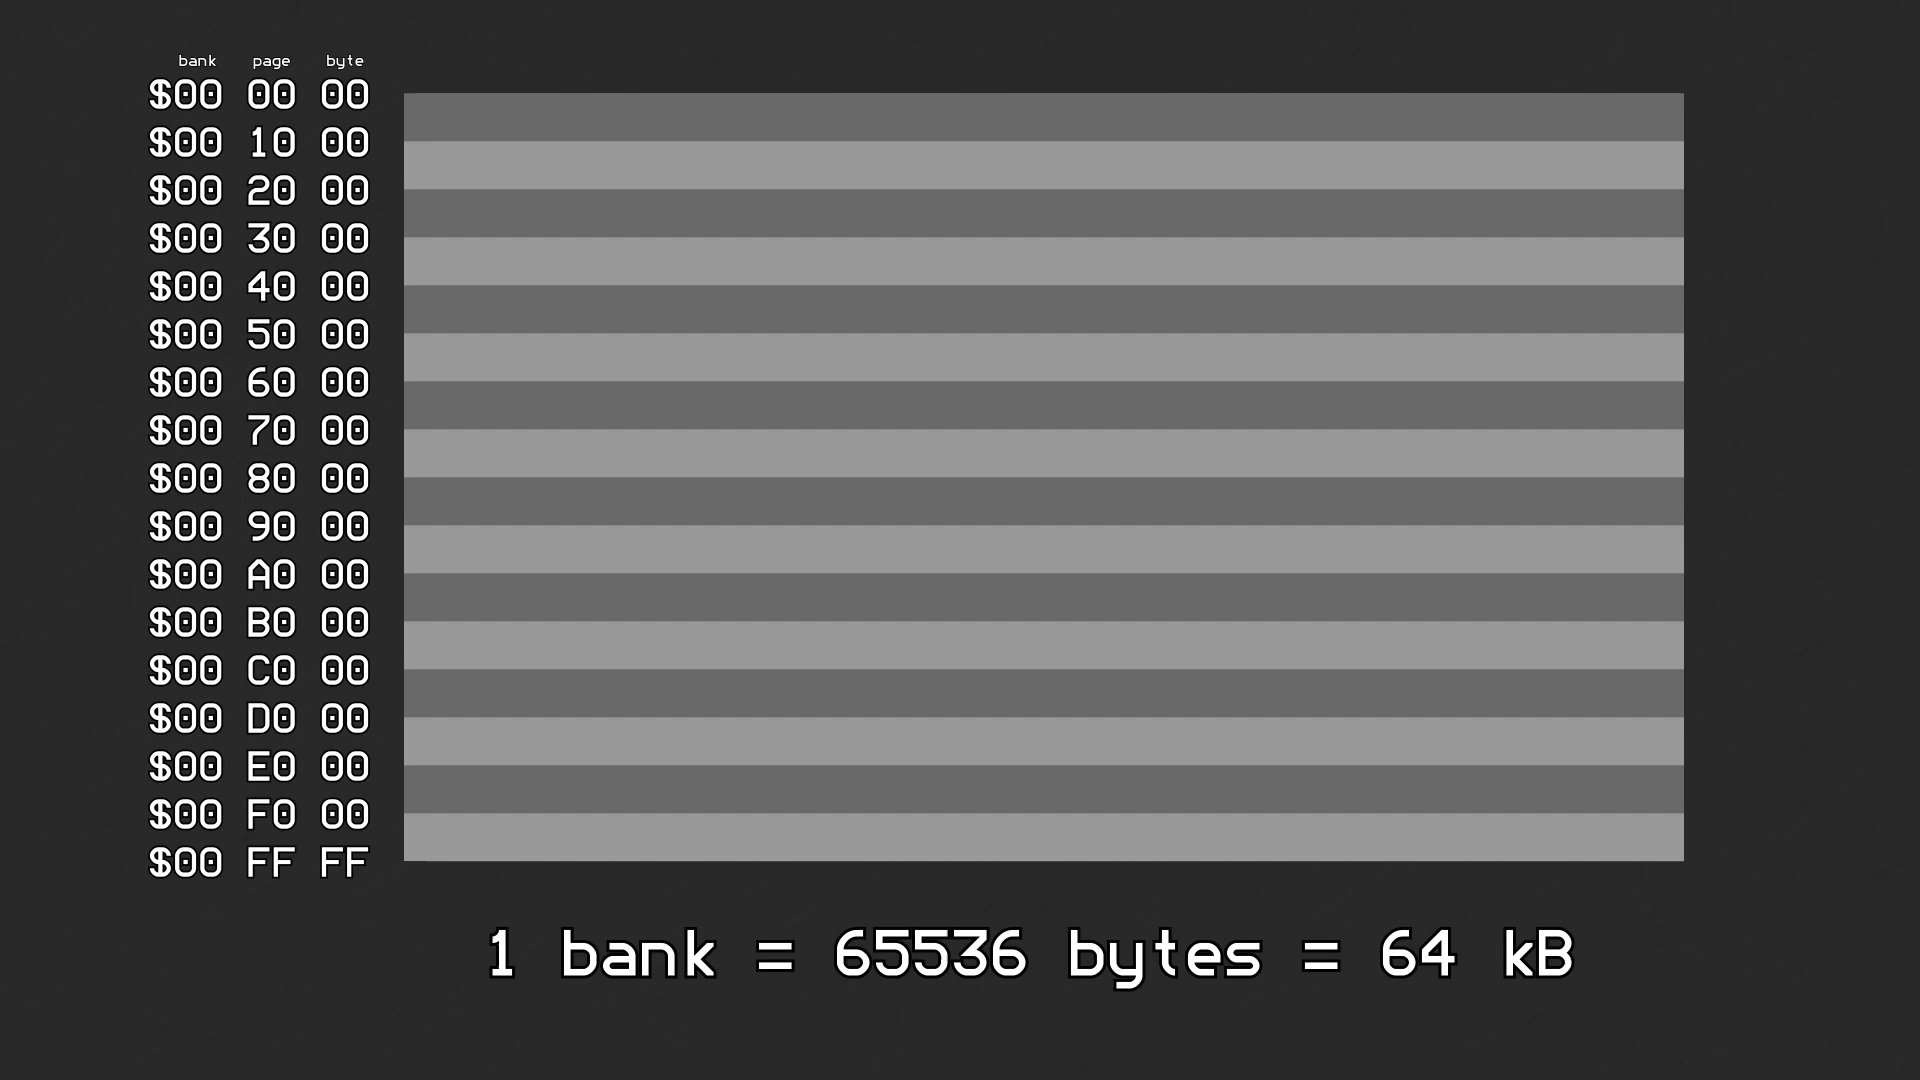 bank page byte
$00 00 00
$00 10 00
$00 20 00
$00 30 00
$00 40 00
$00 50 00
$00 60 00
$00 70 00
$00 80 00
$00 90 00
$00 A0 00
$00 B0 00
$00 C0 00
$00 D0 00
$00 E0 00
$00 F0 00
$00 FF FF
1 bank = 65536 bytes = 64 kB